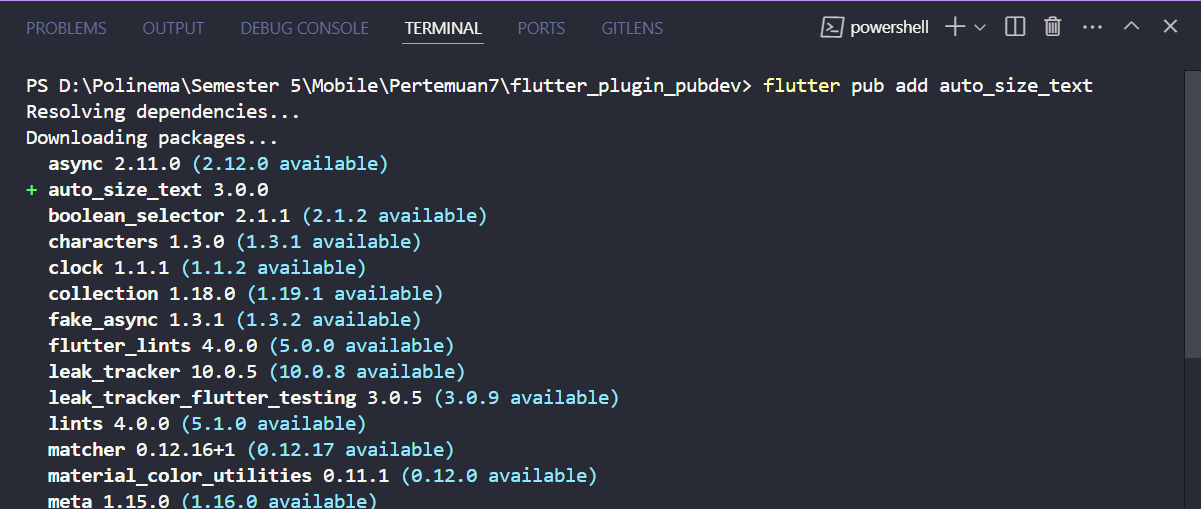 PROBLEMS OUTPUT DEBUG CONSOLE TERMINAL PORTS GITLENS powershell
PS D:\Polinema\Semester 5\Mobile\Pertemuan7\flutter_plugin_pubdev> flutter pub add auto_size_text
Resolving dependencies...
Downloading packages...
async 2.11.0 (2.12.0 available)
+ auto_size_text 3.0.0
boolean_selector 2.1.1 (2.1.2 available)
characters 1.3.0 (1.3.1 available)
clock 1.1.1 (1.1.2 available)
collection 1.18.0 (1.19.1 available)
fake_async 1.3.1 (1.3.2 available)
flutter_lints 4.0.0 (5.0.0 available)
leak_tracker 10.0.5 (10.0.8 available)
leak_tracker_flutter_testing 3.0.5 (3.0.9 available)
lints 4.0.0 (5.1.0 available)
matcher 0.12.16+1 (0.12.17 available)
material_color_utilities 0.11.1 (0.12.0 available)
meta 1.15.0 (1.16.0 available)